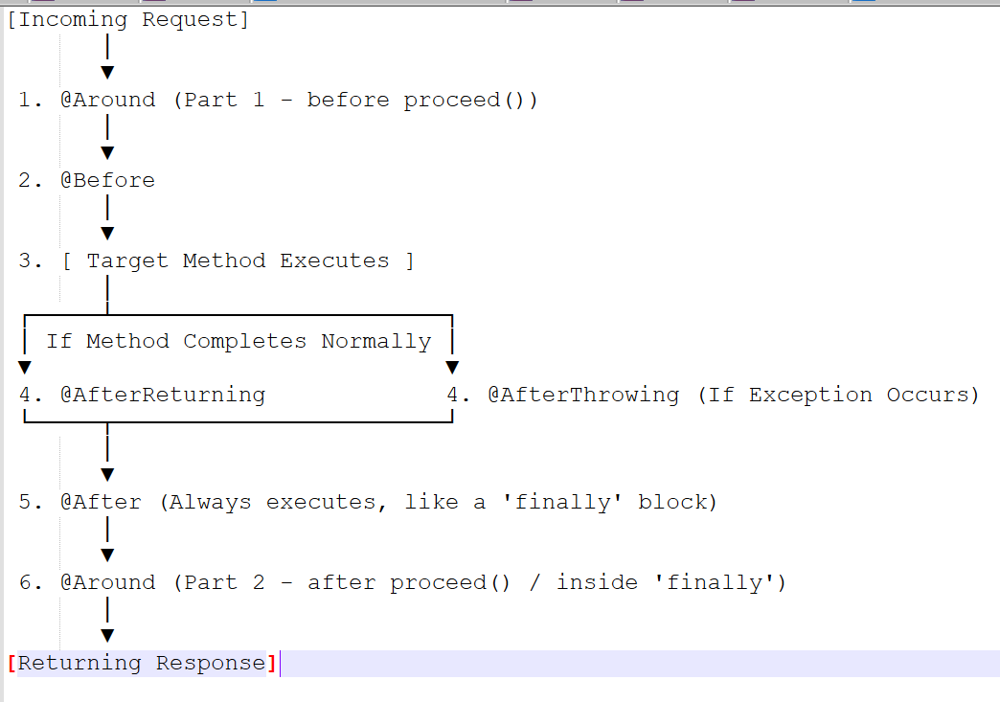 [Incoming Request]
1. @Around (Part 1 - before proceed())
2. @Before
3. [ Target Method Executes ]
If Method Completes Normally
4. @AfterReturning 4. @AfterThrowing (If Exception Occurs)
5. @After (Always executes, like a 'finally' block)
6. @Around (Part 2 - after proceed() / inside 'finally')
[Returning Response]